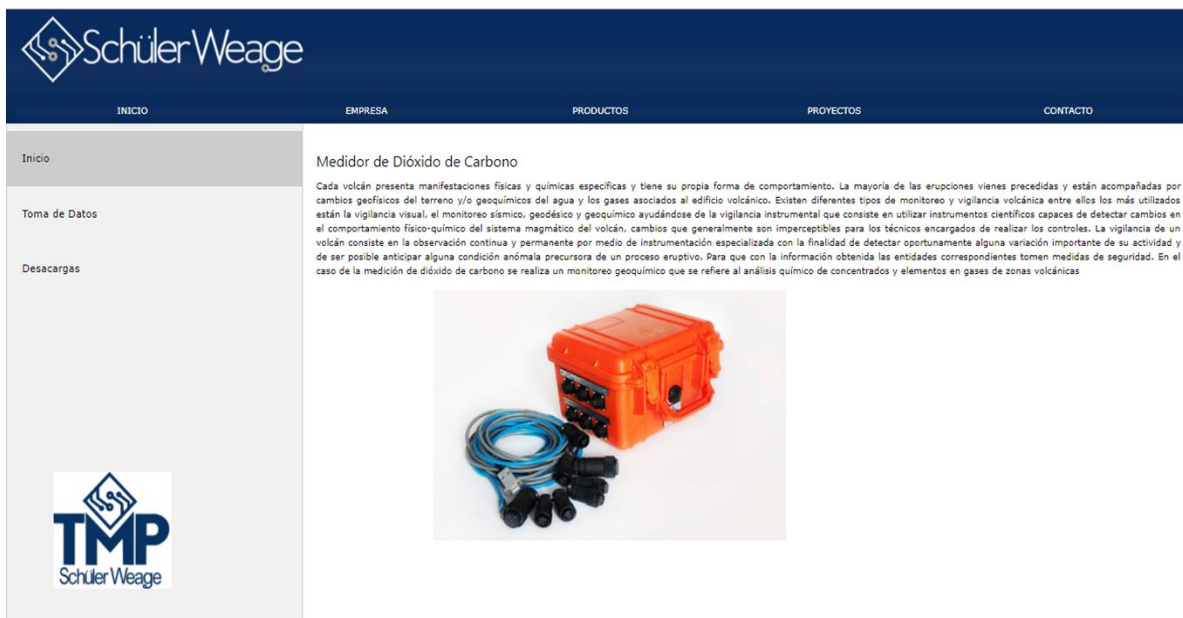 Schüler Weage
INICIO EMPRESA PRODUCTOS PROYECTOS CONTACTO
Inicio
Toma de Datos
Desacargas
Medidor de Dióxido de Carbono
Cada volcán presenta manifestaciones físicas y químicas específicas y tiene su propia forma de comportamiento. La mayoría de las erupciones vienes precedidas y están acompañadas por
cambios geofísicos del terreno y/o geoquímicos del agua y los gases asociados al edificio volcánico. Existen diferentes tipos de monitoreo y vigilancia volcánica entre ellos los más utilizados
están la vigilancia visual, el monitoreo sísmico, geodésico y geoquímico ayudándose de la vigilancia instrumental que consiste en utilizar instrumentos científicos capaces de detectar cambios en
el comportamiento físico-químico del sistema magmático del volcán, cambios que generalmente son imperceptibles para los técnicos encargados de realizar los controles. La vigilancia de un
volcán consiste en la observación continua y permanente por medio de instrumentación especializada con la finalidad de detectar oportunamente alguna variación importante de su actividad y
de ser posible anticipar alguna condición anómala precursora de un proceso eruptivo. Para que con la información obtenida las entidades correspondientes tomen medidas de seguridad. En el
caso de la medición de dióxido de carbono se realiza un monitoreo geoquímico que se refiere al análisis químico de concentrados y elementos en gases de zonas volcánicas
TMP
Schüler Weage